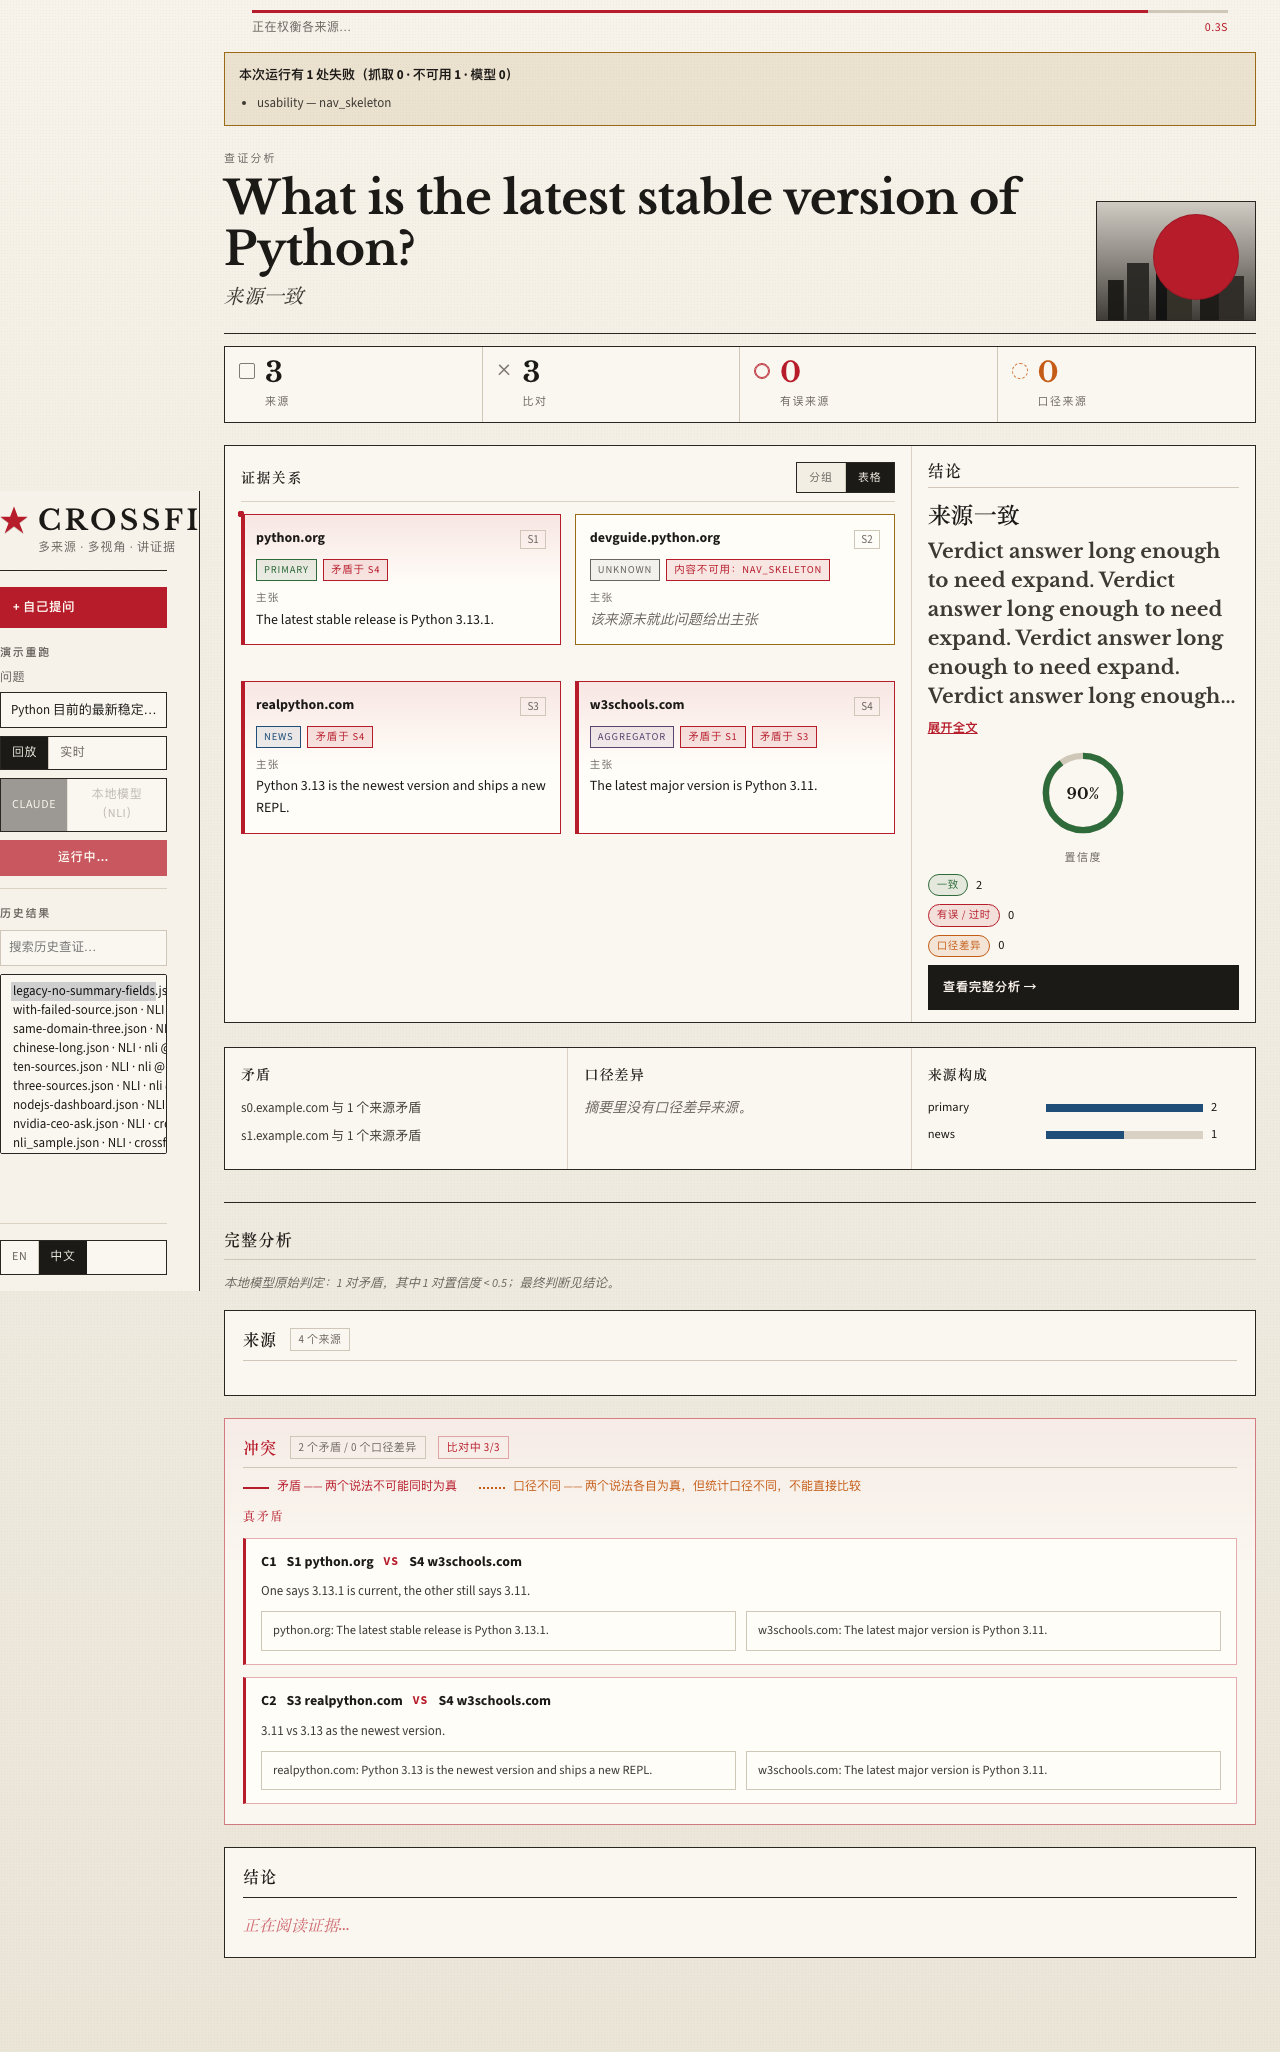 正在权衡各来源…
0.3S
本次运行有 1 处失败（抓取 0 · 不可用 1 · 模型 0）
• usability — nav_skeleton
查证分析
What is the latest stable version of
Python?
来源一致
3
来源
3
比对
0
有误来源
0
口径来源
CROSSFI
多来源 · 多视角 · 讲证据
+ 自己提问
演示重跑
问题
Python 目前的最新稳定…
回放
实时
CLAUDE
本地模型
（NLI）
运行中…
历史结果
搜索历史查证…
legacy-no-summary-fields.js
with-failed-source.json · NLI
same-domain-three.json · NL
chinese-long.json · NLI · nli @
ten-sources.json · NLI · nli @
three-sources.json · NLI · nli
nodejs-dashboard.json · NLI
nvidia-ceo-ask.json · NLI · cro
nli_sample.json · NLI · crossf
EN
中文
证据关系
分组
表格
python.org
S1
PRIMARY
矛盾于 S4
主张
The latest stable release is Python 3.13.1.
devguide.python.org
S2
UNKNOWN
内容不可用：NAV_SKELETON
主张
该来源未就此问题给出主张
realpython.com
S3
NEWS
矛盾于 S4
主张
Python 3.13 is the newest version and ships a new
REPL.
w3schools.com
S4
AGGREGATOR
矛盾于 S1
矛盾于 S3
主张
The latest major version is Python 3.11.
结论
来源一致
Verdict answer long enough
to need expand. Verdict
answer long enough to need
expand. Verdict answer long
enough to need expand.
Verdict answer long enough…
展开全文
90%
置信度
一致 2
有误 / 过时 0
口径差异 0
查看完整分析 →
矛盾
s0.example.com 与 1 个来源矛盾
s1.example.com 与 1 个来源矛盾
口径差异
摘要里没有口径差异来源。
来源构成
primary 2
news 1
完整分析
本地模型原始判定：1 对矛盾，其中 1 对置信度 < 0.5；最终判断见结论。
来源
4 个来源
冲突
2 个矛盾 / 0 个口径差异
比对中 3/3
矛盾 —— 两个说法不可能同时为真
口径不同 —— 两个说法各自为真，但统计口径不同，不能直接比较
真矛盾
C1 S1 python.org VS S4 w3schools.com
One says 3.13.1 is current, the other still says 3.11.
python.org: The latest stable release is Python 3.13.1.
w3schools.com: The latest major version is Python 3.11.
C2 S3 realpython.com VS S4 w3schools.com
3.11 vs 3.13 as the newest version.
realpython.com: Python 3.13 is the newest version and ships a new REPL.
w3schools.com: The latest major version is Python 3.11.
结论
正在阅读证据…